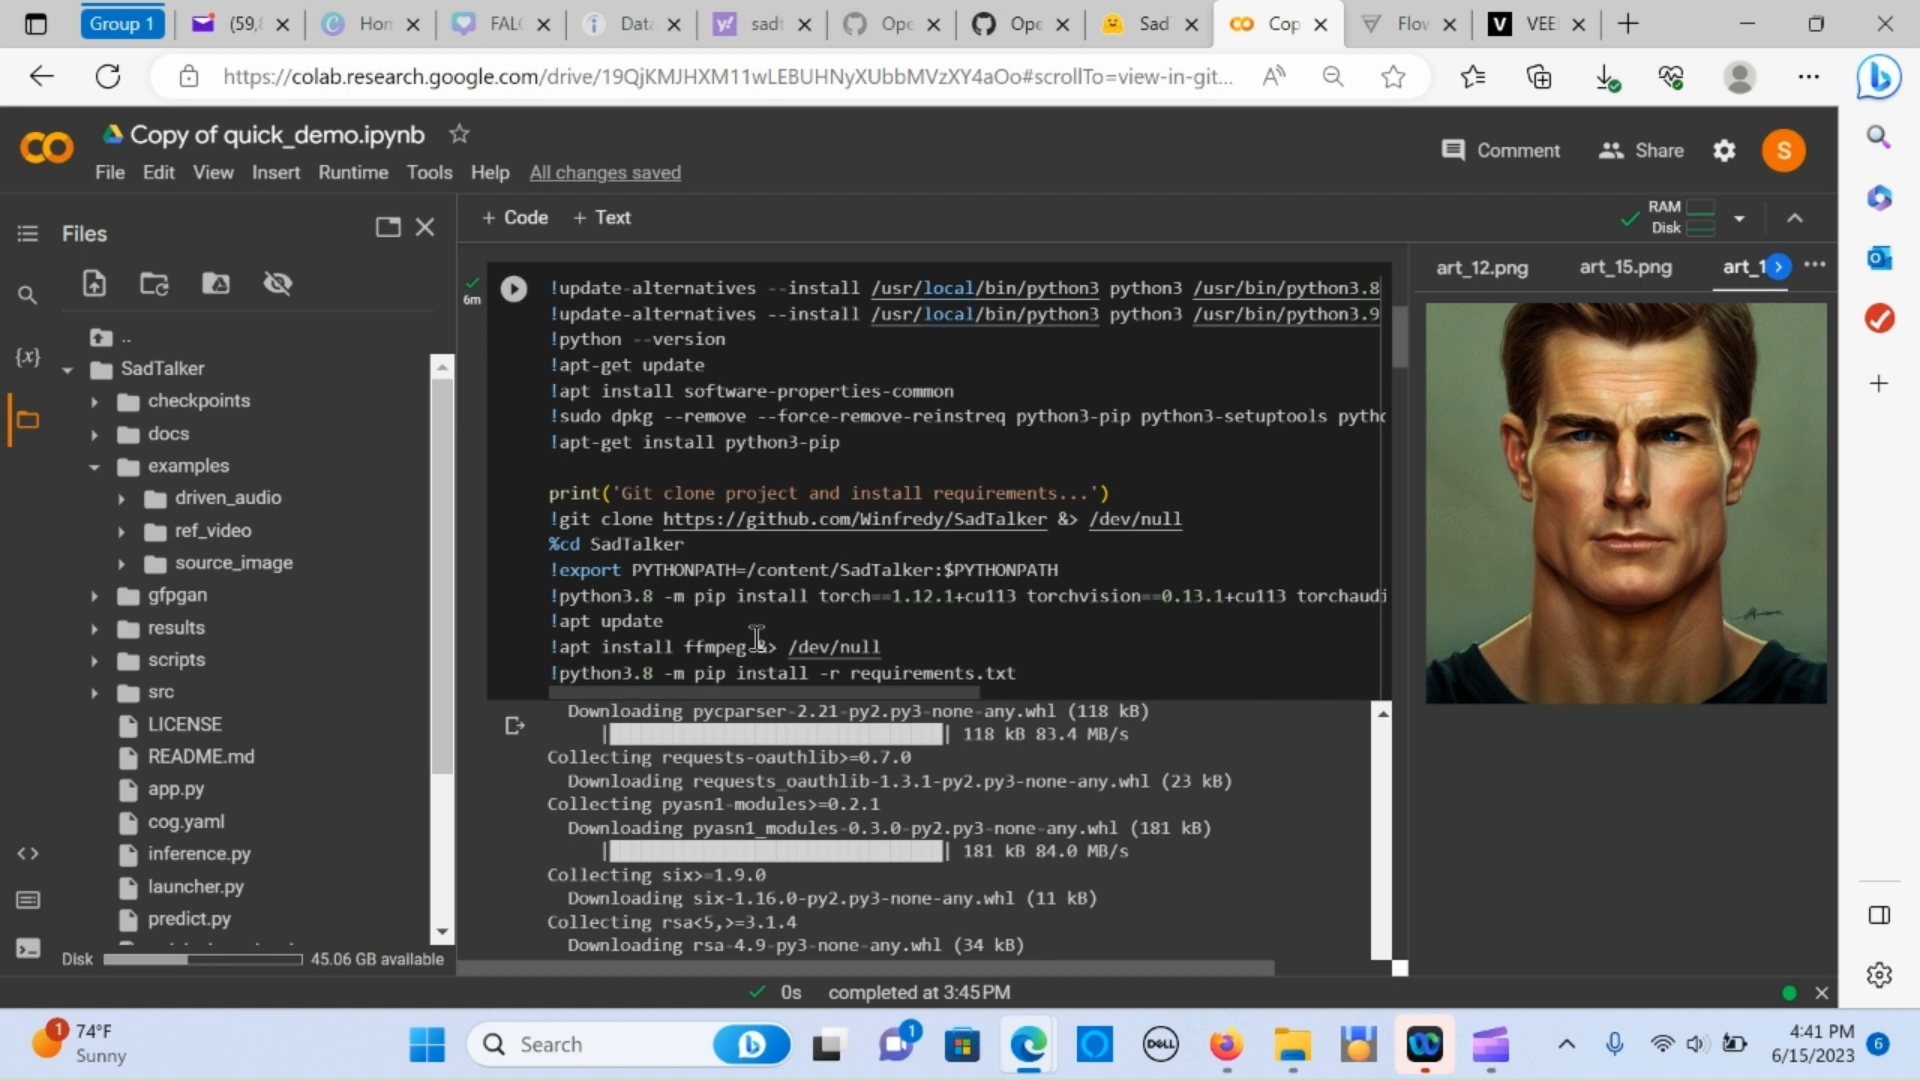 Group 1
(59,
Hon
FALC
Data
sadt
Ope
Ope
Sad
Cop
Flov
VEE
https://colab.research.google.com/drive/19QjKMJHXM11wLEBUHNyXUbbMVzXY4aOo#scrollTo=view-in-git...
Copy of quick_demo.ipynb
Comment
Share
S
File Edit View Insert Runtime Tools Help All changes saved
Files
+ Code + Text
RAM
Disk
art_12.png
art_15.png
art_1
6m
..
SadTalker
checkpoints
docs
examples
driven_audio
ref_video
source_image
gfpgan
results
scripts
src
LICENSE
README.md
app.py
cog.yaml
inference.py
launcher.py
predict.py
Disk 45.06 GB available
!update-alternatives --install /usr/local/bin/python3 python3 /usr/bin/python3.8
!update-alternatives --install /usr/local/bin/python3 python3 /usr/bin/python3.9
!python --version
!apt-get update
!apt install software-properties-common
!sudo dpkg --remove --force-remove-reinstreq python3-pip python3-setuptools pytho
!apt-get install python3-pip
print('Git clone project and install requirements...')
!git clone https://github.com/Winfredy/SadTalker &> /dev/null
%cd SadTalker
!export PYTHONPATH=/content/SadTalker:$PYTHONPATH
!python3.8 -m pip install torch==1.12.1+cu113 torchvision==0.13.1+cu113 torchaudi
!apt update
!apt install ffmpeg &> /dev/null
!python3.8 -m pip install -r requirements.txt
Downloading pycparser-2.21-py2.py3-none-any.whl (118 kB)
| | 118 kB 83.4 MB/s
Collecting requests-oauthlib>=0.7.0
Downloading requests_oauthlib-1.3.1-py2.py3-none-any.whl (23 kB)
Collecting pyasn1-modules>=0.2.1
Downloading pyasn1_modules-0.3.0-py2.py3-none-any.whl (181 kB)
| | 181 kB 84.0 MB/s
Collecting six>=1.9.0
Downloading six-1.16.0-py2.py3-none-any.whl (11 kB)
Collecting rsa<5,>=3.1.4
Downloading rsa-4.9-py3-none-any.whl (34 kB)
0s completed at 3:45 PM
1
74°F
Sunny
Search
1
DELL
4:41 PM
6/15/2023
6